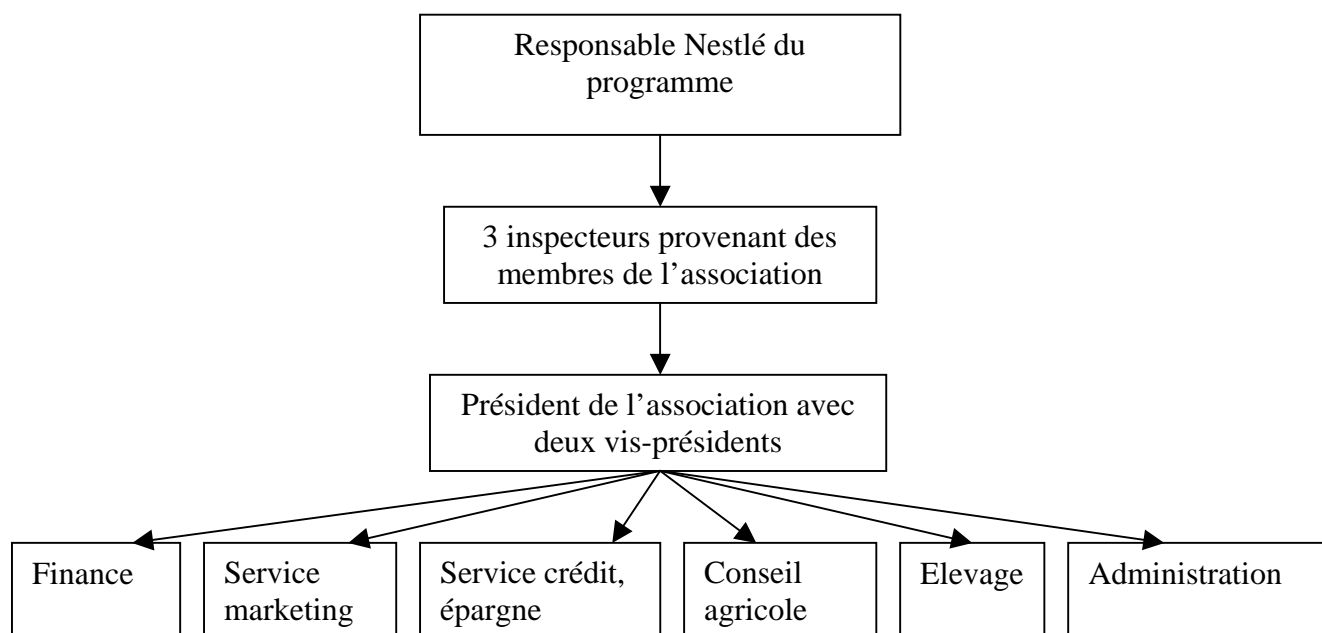 Responsable Nestlé du
programme
3 inspecteurs provenant des
membres de l’association
Président de l’association avec
deux vis-présidents
Finance
Service
marketing
Service crédit,
épargne
Conseil
agricole
Elevage
Administration